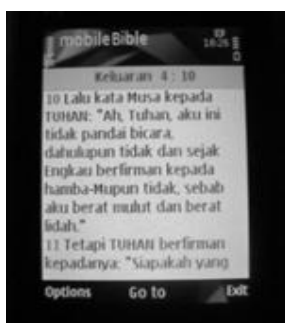 mobileBible
18:26
Keluaran 4:10
10 Lalu kata Musa kepada
TUHAN: "Ah, Tuhan, aku ini
tidak pandai bicara,
dahulupun tidak dan sejak
Engkau berfirman kepada
hamba-Mupun tidak, sebab
aku berat mulut dan berat
lidah."
11 Tetapi TUHAN berfirman
kepadanya: "Siapakah yang
Options Go to Exit